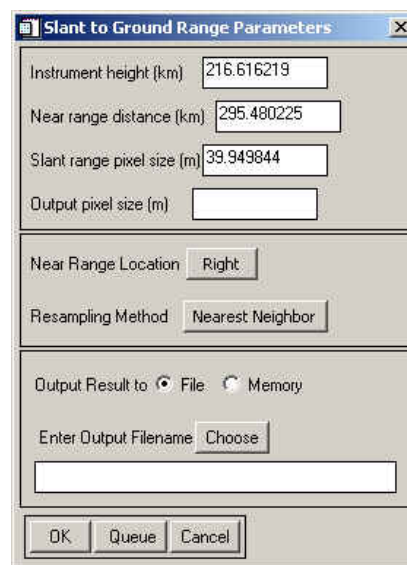 Slant to Ground Range Parameters
Instrument height (km) 216.616219
Near range distance (km) 295.480225
Slant range pixel size (m) 39.949844
Output pixel size (m)
Near Range Location Right
Resampling Method Nearest Neighbor
Output Result to File Memory
Enter Output Filename Choose
OK Queue Cancel